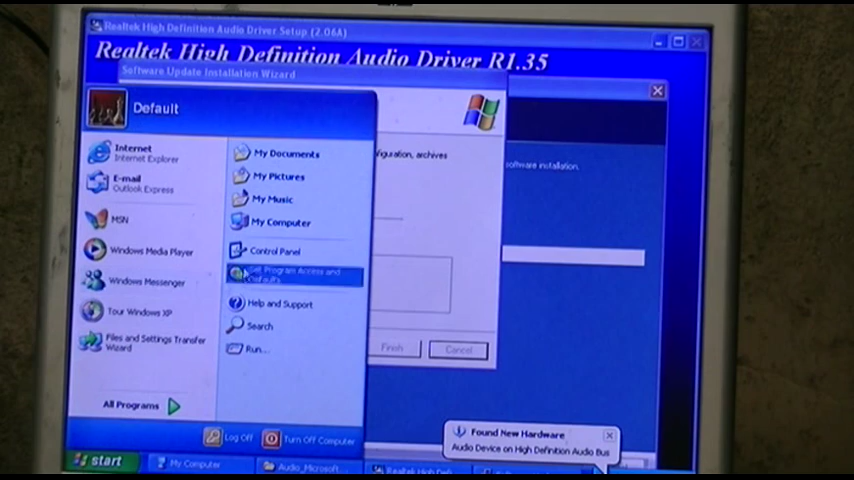 Realtek High Definition Audio Driver Setup (2.06A)
Realtek High Definition Audio Driver R1.35
Software Update Installation Wizard
Default
Internet
Internet Explorer
E-mail
Outlook Express
MSN
Windows Media Player
Windows Messenger
Tour Windows XP
Files and Settings Transfer
Wizard
All Programs
My Documents
My Pictures
My Music
My Computer
Control Panel
Set Program Access and
Defaults
Help and Support
Search
Run...
Log Off
Turn Off Computer
figuration, archives
software installation.
Finish
Cancel
Found New Hardware
Audio Device on High Definition Audio Bus
start
My Computer
Audio_Microsoft...
Realtek High Defi...